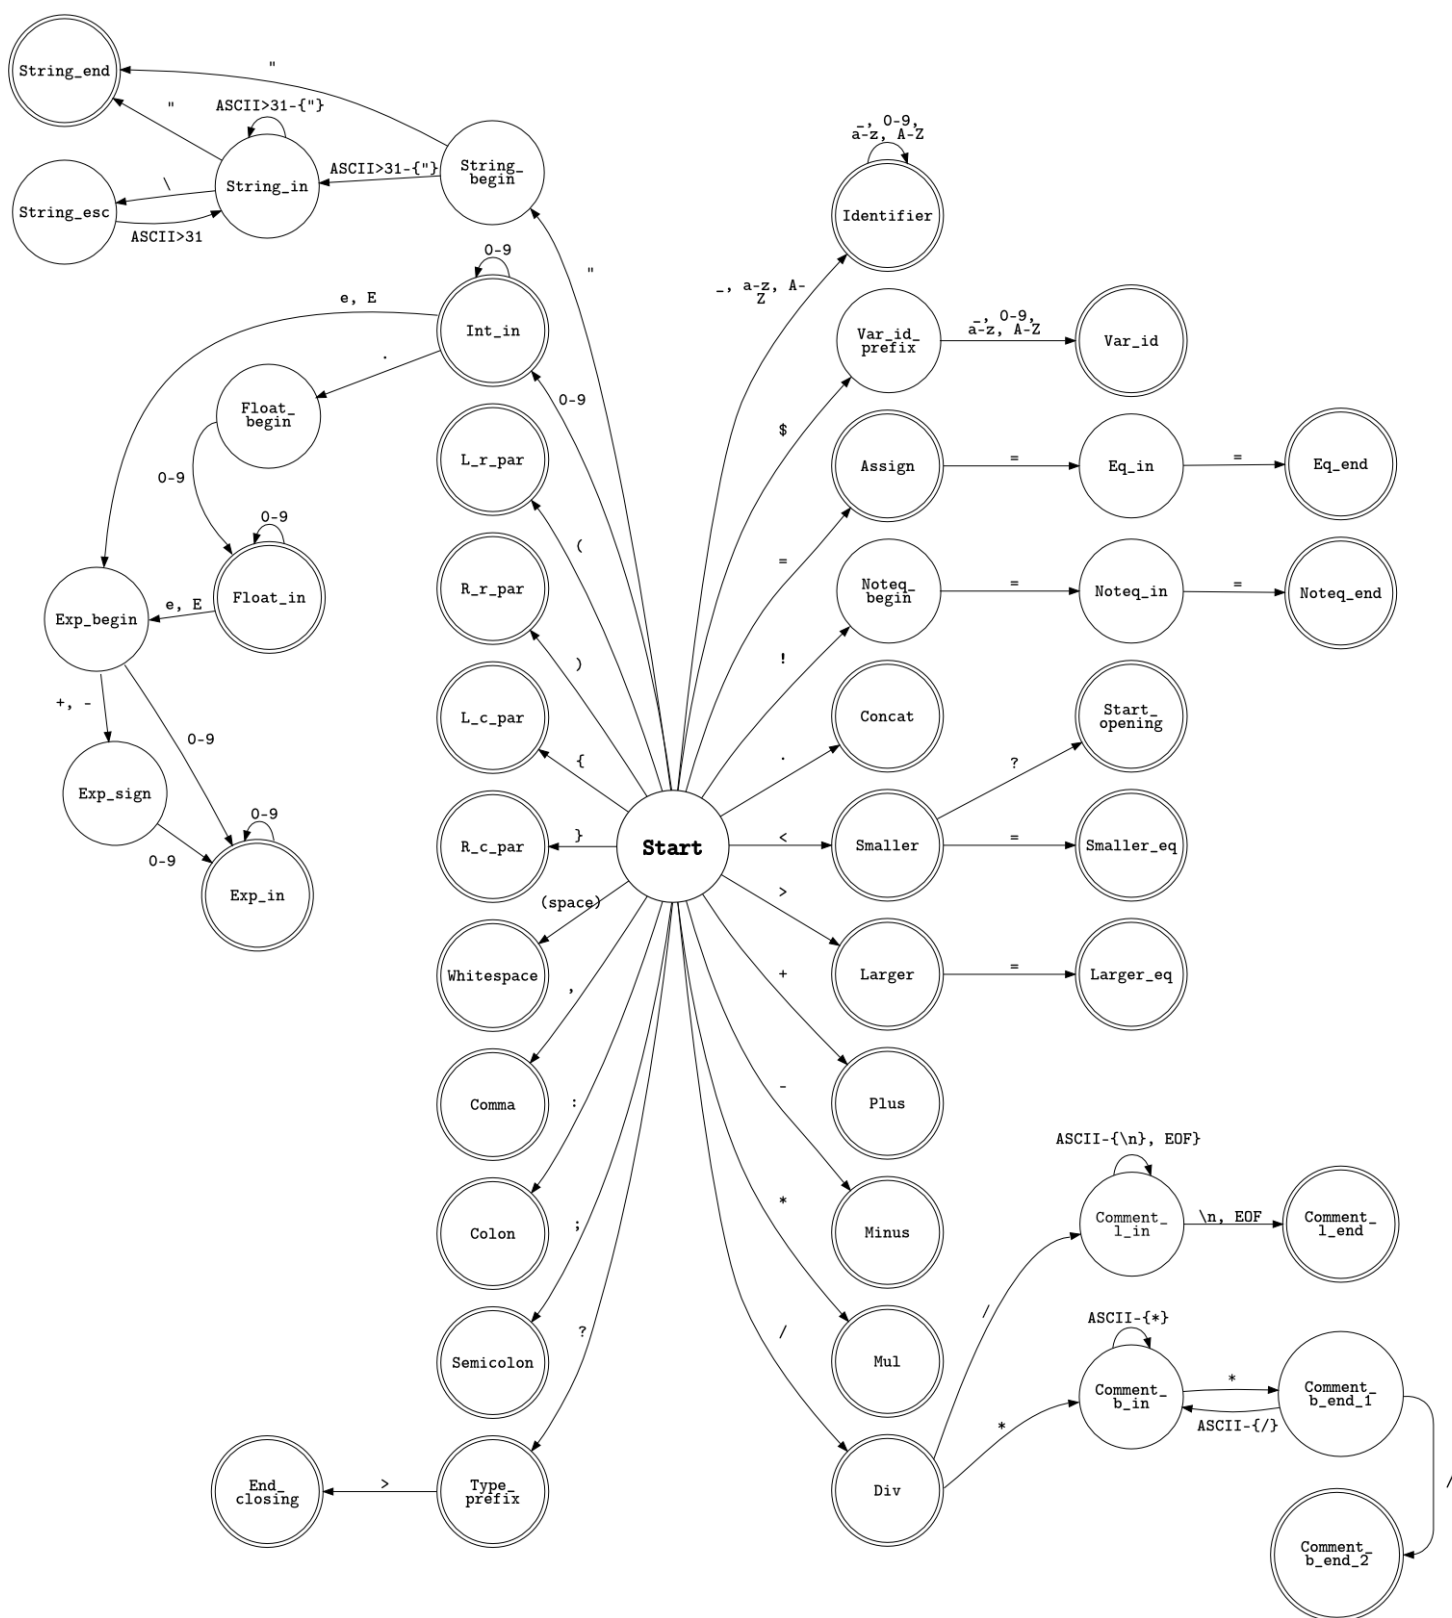 String_end
"
"
ASCII>31-{"}
String_in
ASCII>31-{"}
String_
begin
\
String_esc
ASCII>31
"
0-9
Int_in
e, E
.
Float_
begin
0-9
0-9
Float_in
e, E
Exp_begin
+, -
0-9
Exp_sign
0-9
0-9
Exp_in
0-9
L_r_par
(
R_r_par
)
L_c_par
{
R_c_par
}
Start
(space)
Whitespace
,
Comma
:
Colon
;
Semicolon
?
Type_
prefix
>
End_
closing
_, 0-9,
a-z, A-Z
Identifier
_, a-z, A-
Z
Var_id_
prefix
_, 0-9,
a-z, A-Z
Var_id
$
Assign
=
Eq_in
=
Eq_end
=
Noteq_
begin
=
Noteq_in
=
Noteq_end
!
Concat
.
Start_
opening
?
<
Smaller
=
Smaller_eq
>
Larger
=
Larger_eq
+
Plus
-
Minus
*
Mul
/
Div
ASCII-{\n}, EOF}
Comment_
l_in
\n, EOF
Comment_
l_end
/
ASCII-{*}
Comment_
b_in
*
Comment_
b_end_1
ASCII-{/}
*
/
Comment_
b_end_2